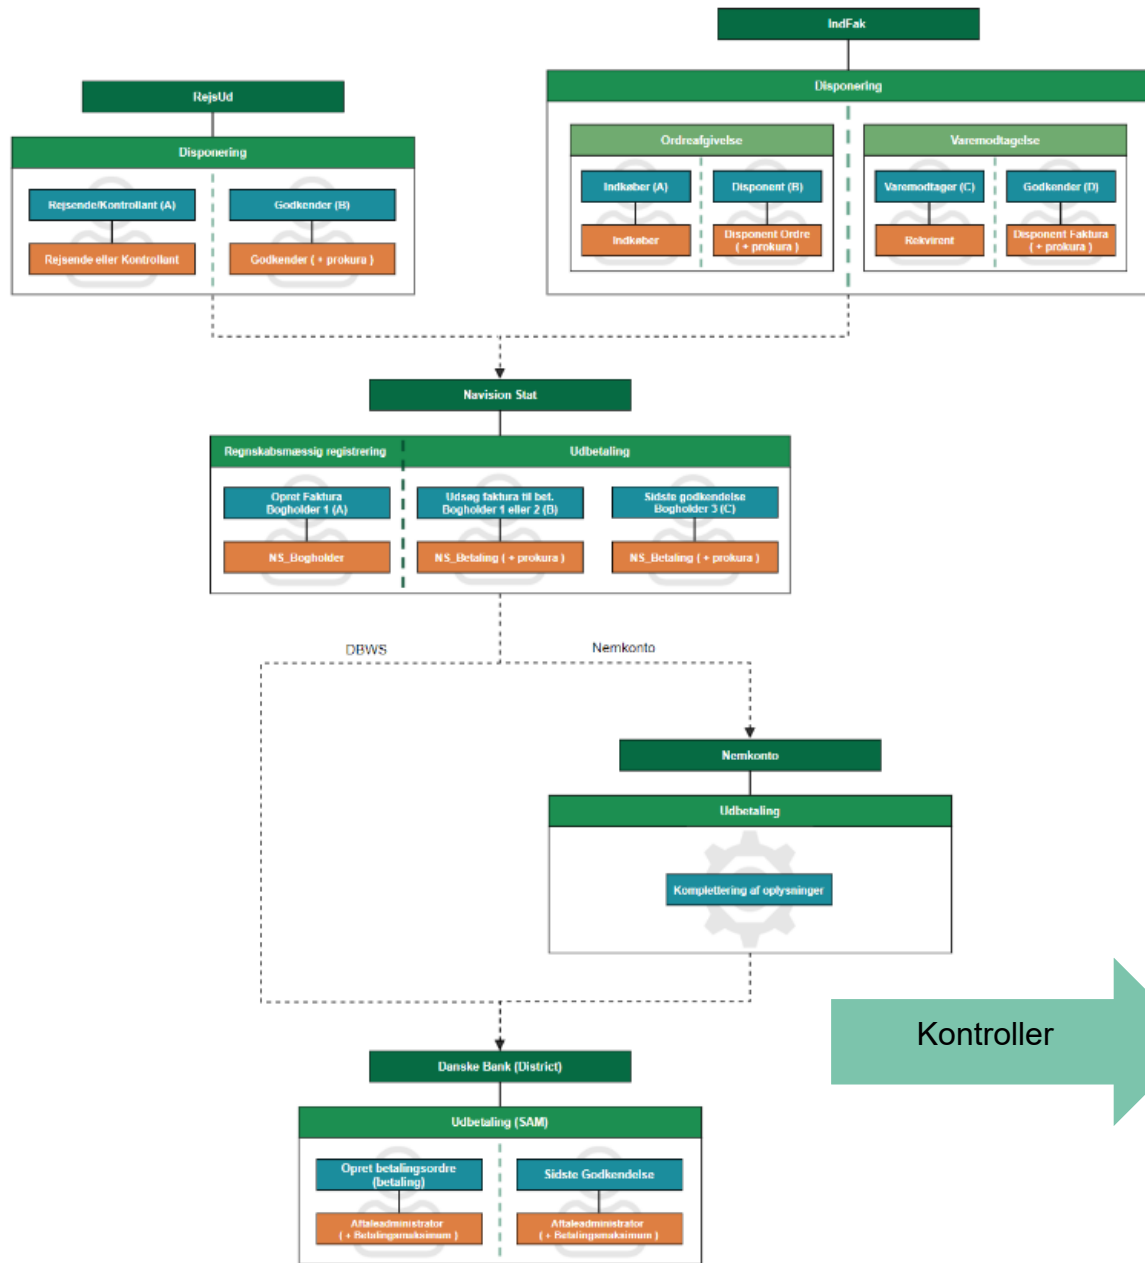 IndFak
Disponering
Ordreafgivelse
Varemodtagelse
Indkøber (A)
Disponent (B)
Varemodtager (C)
Godkender (D)
Indkøber
Disponent Ordre
( + prokura )
Rekvirent
Disponent Faktura
( + prokura )
RejsUd
Disponering
Rejsende/Kontrollant (A)
Godkender (B)
Rejsende eller Kontrollant
Godkender ( + prokura )
Navision Stat
Regnskabsmæssig registrering
Udbetaling
Opret Faktura
Bogholder 1 (A)
Udsøg faktura til bet.
Bogholder 1 eller 2 (B)
Sidste godkendelse
Bogholder 3 (C)
NS_Bogholder
NS_Betaling ( + prokura )
NS_Betaling ( + prokura )
DBWS
Nemkonto
Nemkonto
Udbetaling
Komplettering af oplysninger
Kontroller
Danske Bank (District)
Udbetaling (SAM)
Opret betalingsordre
(betaling)
Sidste Godkendelse
Aftaleadministrator
( + Betalingsmaksimum )
Aftaleadministrator
( + Betalingsmaksimum )